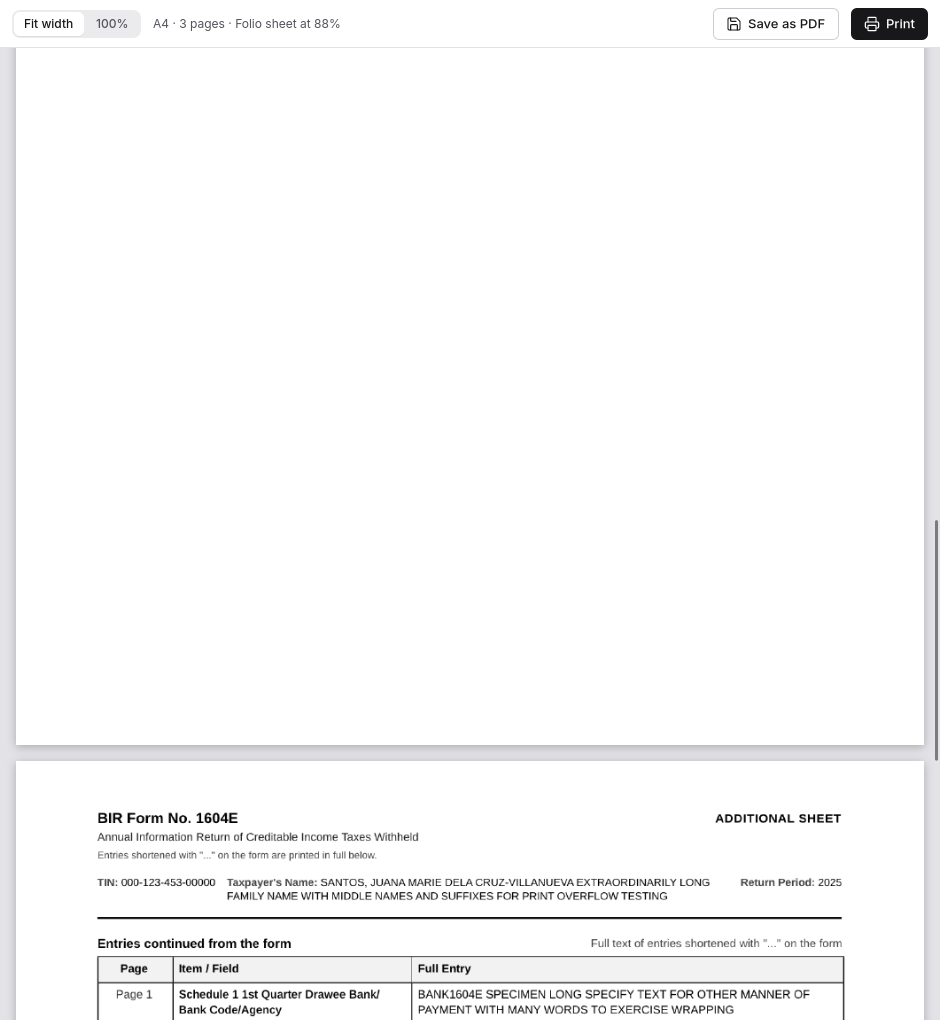 Fit width 100% A4 · 3 pages · Folio sheet at 88% Save as PDF Print
BIR Form No. 1604E ADDITIONAL SHEET
Annual Information Return of Creditable Income Taxes Withheld
Entries shortened with "..." on the form are printed in full below.
TIN: 000-123-453-00000 Taxpayer's Name: SANTOS, JUANA MARIE DELA CRUZ-VILLANUEVA EXTRAORDINARILY LONG Return Period: 2025
FAMILY NAME WITH MIDDLE NAMES AND SUFFIXES FOR PRINT OVERFLOW TESTING
Entries continued from the form Full text of entries shortened with "..." on the form
Page Item / Field Full Entry
Page 1 Schedule 1 1st Quarter Drawee Bank/ BANK1604E SPECIMEN LONG SPECIFY TEXT FOR OTHER MANNER OF
Bank Code/Agency PAYMENT WITH MANY WORDS TO EXERCISE WRAPPING